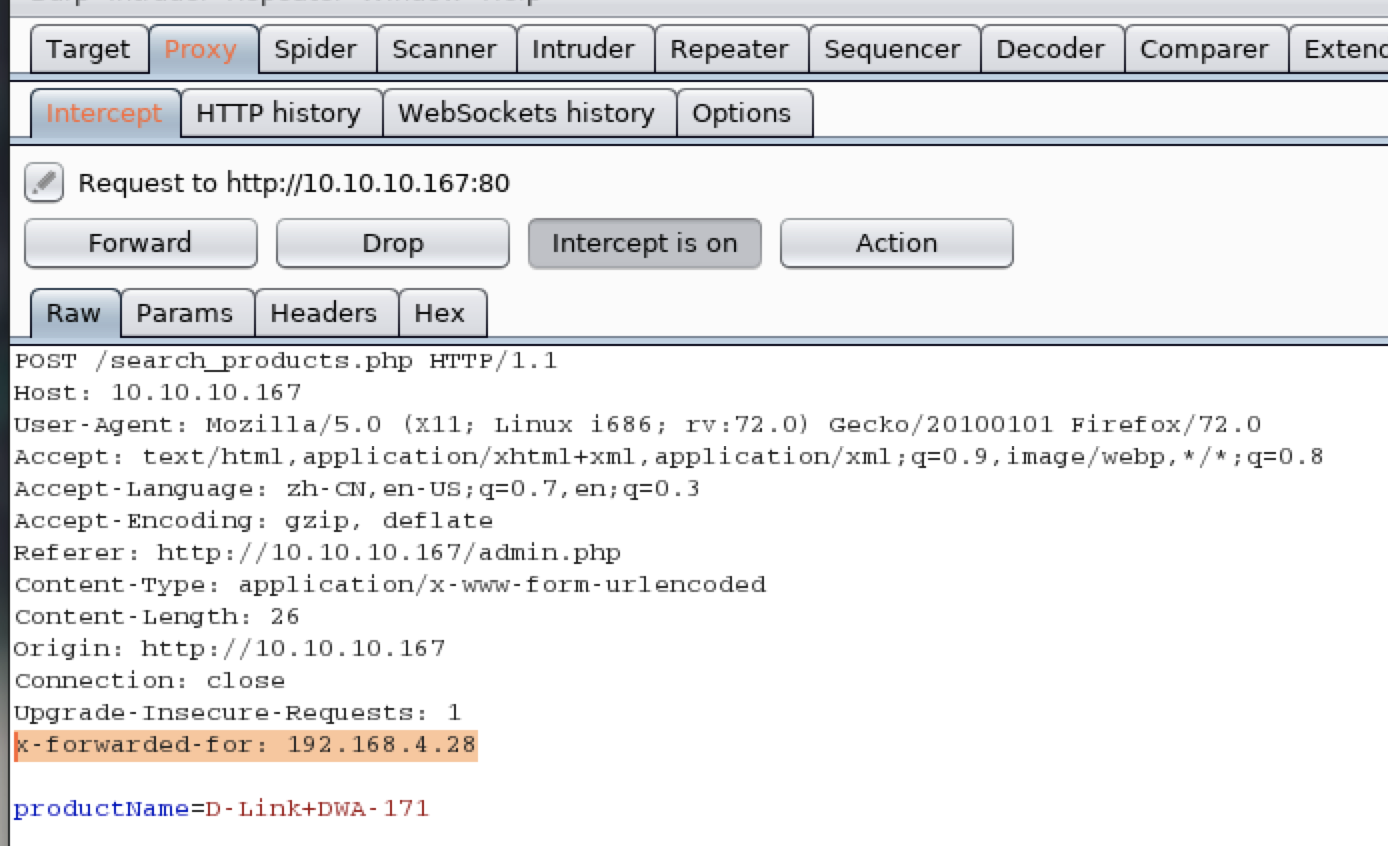 Target Proxy Spider Scanner Intruder Repeater Sequencer Decoder Comparer Extend
Intercept HTTP history WebSockets history Options
Request to http://10.10.10.167:80
Forward Drop Intercept is on Action
Raw Params Headers Hex
POST /search_products.php HTTP/1.1
Host: 10.10.10.167
User-Agent: Mozilla/5.0 (X11; Linux i686; rv:72.0) Gecko/20100101 Firefox/72.0
Accept: text/html,application/xhtml+xml,application/xml;q=0.9,image/webp,*/*;q=0.8
Accept-Language: zh-CN,en-US;q=0.7,en;q=0.3
Accept-Encoding: gzip, deflate
Referer: http://10.10.10.167/admin.php
Content-Type: application/x-www-form-urlencoded
Content-Length: 26
Origin: http://10.10.10.167
Connection: close
Upgrade-Insecure-Requests: 1
x-forwarded-for: 192.168.4.28
productName=D-Link+DWA-171